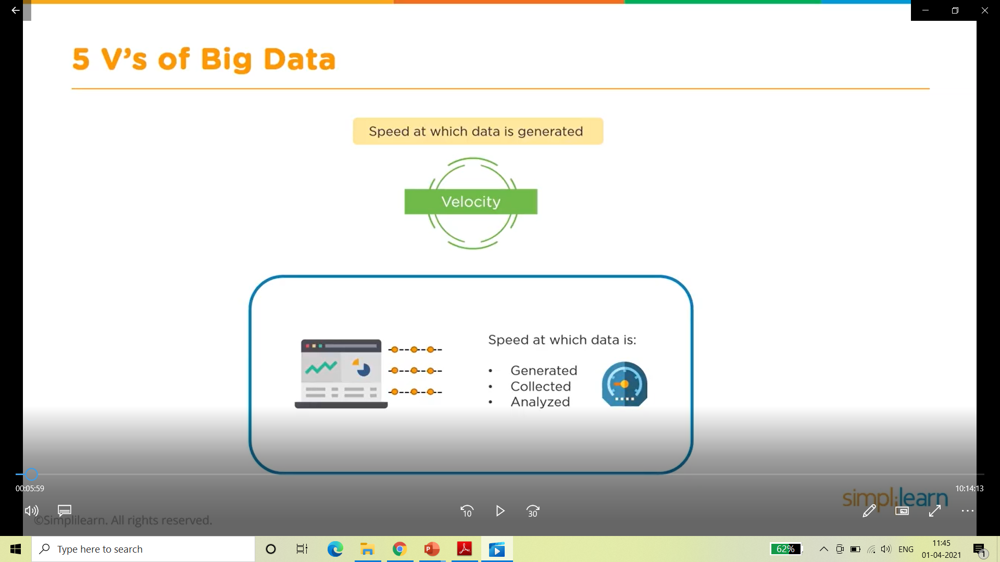 5 V's of Big Data
Speed at which data is generated
Velocity
Speed at which data is:
• Generated
• Collected
• Analyzed
00:05:59
10:14:13
simplilearn
10
30
©Simplilearn. All rights reserved.
Type here to search
62%
ENG
11:45
01-04-2021
1